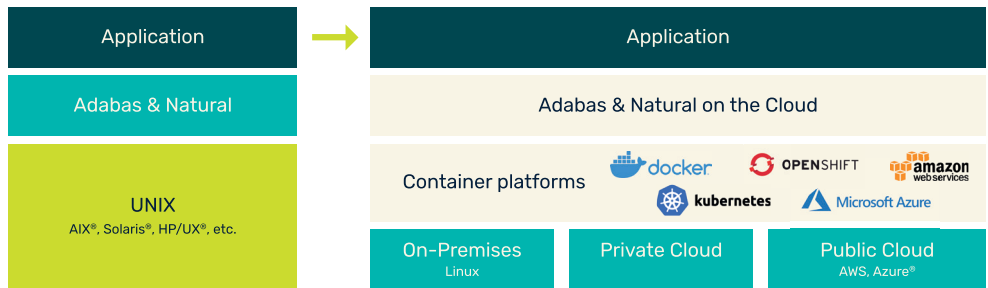 Application
Adabas & Natural
UNIX
AIX®, Solaris®, HP/UX®, etc.
Application
Adabas & Natural on the Cloud
Container platforms
docker
OPENSHIFT
amazon
web services
kubernetes
Microsoft Azure
On-Premises
Linux
Private Cloud
Public Cloud
AWS, Azure®